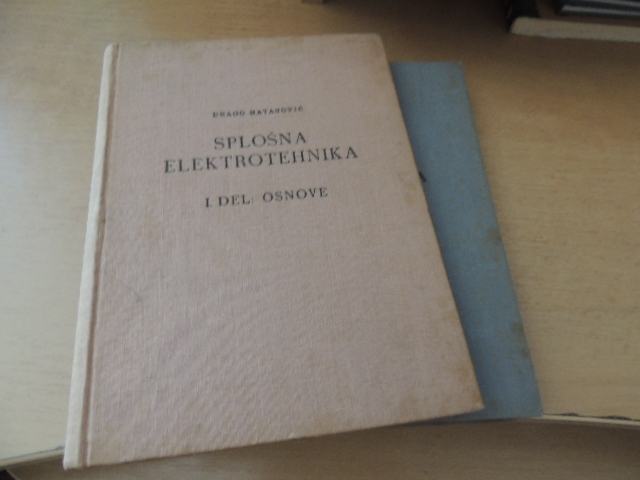 DRAGO MATANOVIĆ
SPLOŠNA
ELEKTROTEHNIKA
I. DEL: OSNOVE